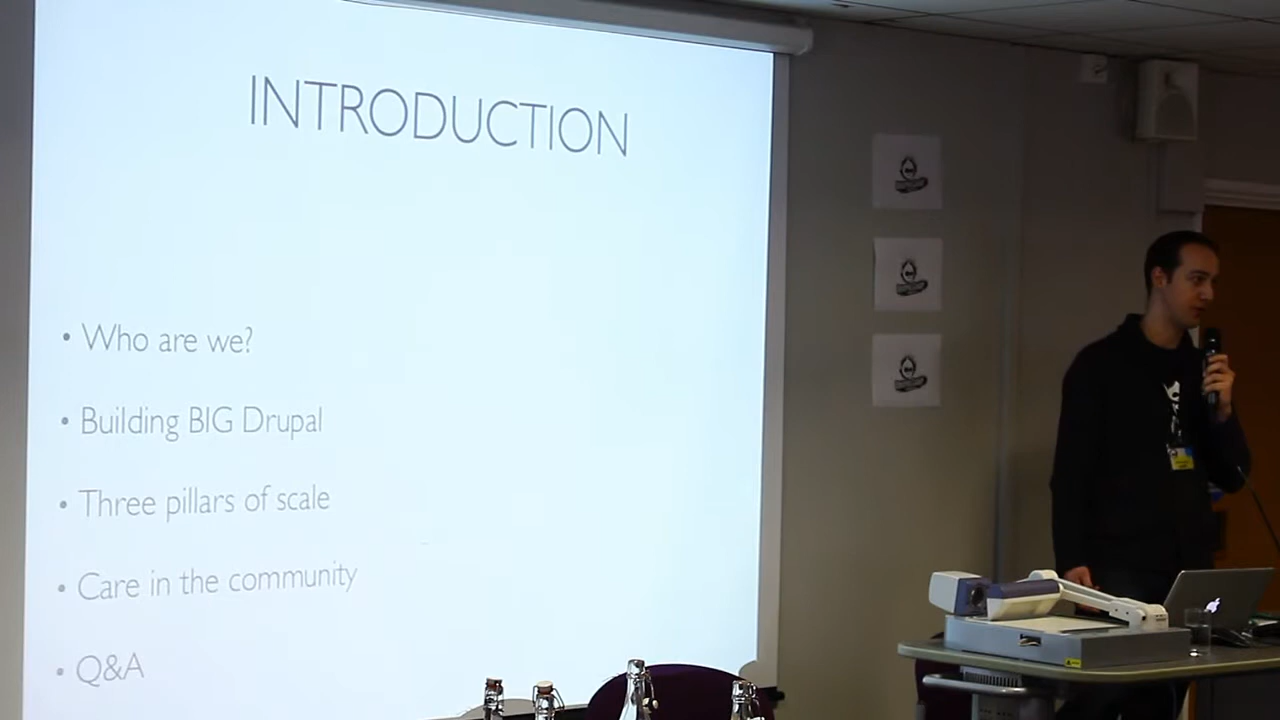 INTRODUCTION
• Who are we?
• Building BIG Drupal
• Three pillars of scale
• Care in the community
• Q&A